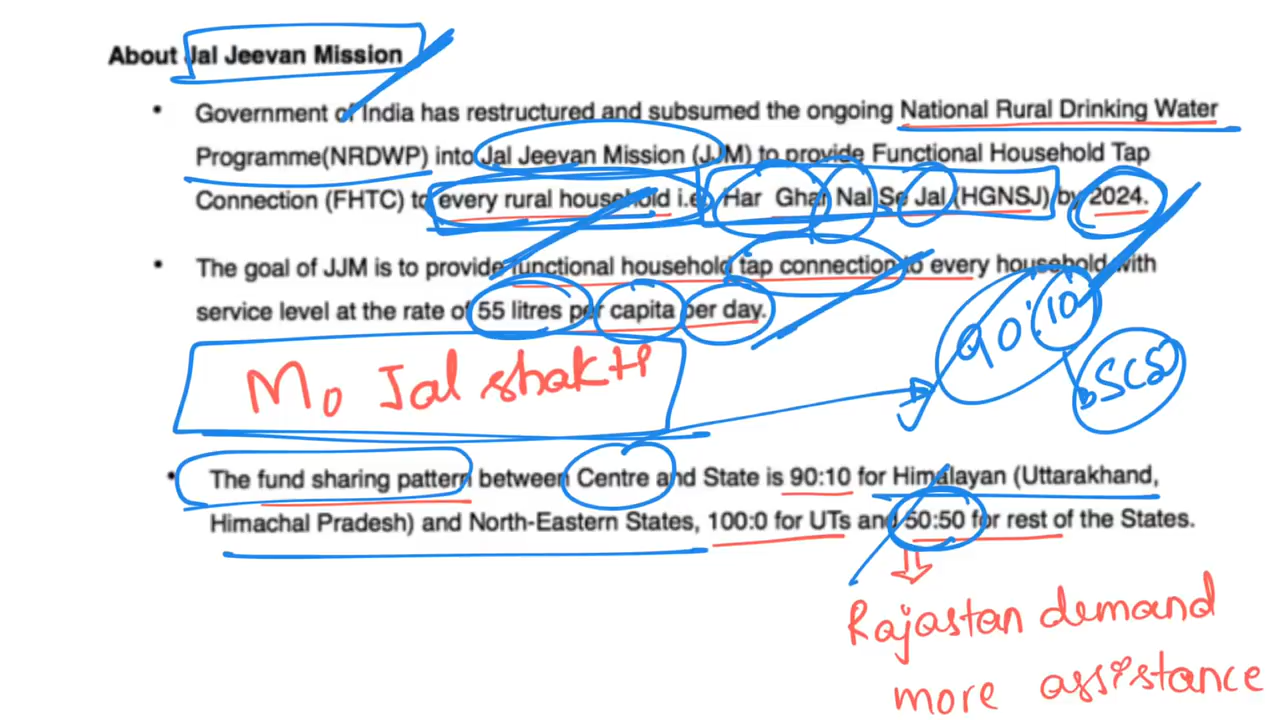 About Jal Jeevan Mission
• Government of India has restructured and subsumed the ongoing National Rural Drinking Water
Programme(NRDWP) into Jal Jeevan Mission (JJM) to provide Functional Household Tap
Connection (FHTC) to every rural household i.e. Har Ghar Nal Se Jal (HGNSJ) by 2024.
• The goal of JJM is to provide functional household tap connection to every household with
service level at the rate of 55 litres per capita per day.
90:10
SCS
Mo Jal shakti
• The fund sharing pattern between Centre and State is 90:10 for Himalayan (Uttarakhand,
Himachal Pradesh) and North-Eastern States, 100:0 for UTs and 50:50 for rest of the States.
Rajastan demand
more assistance